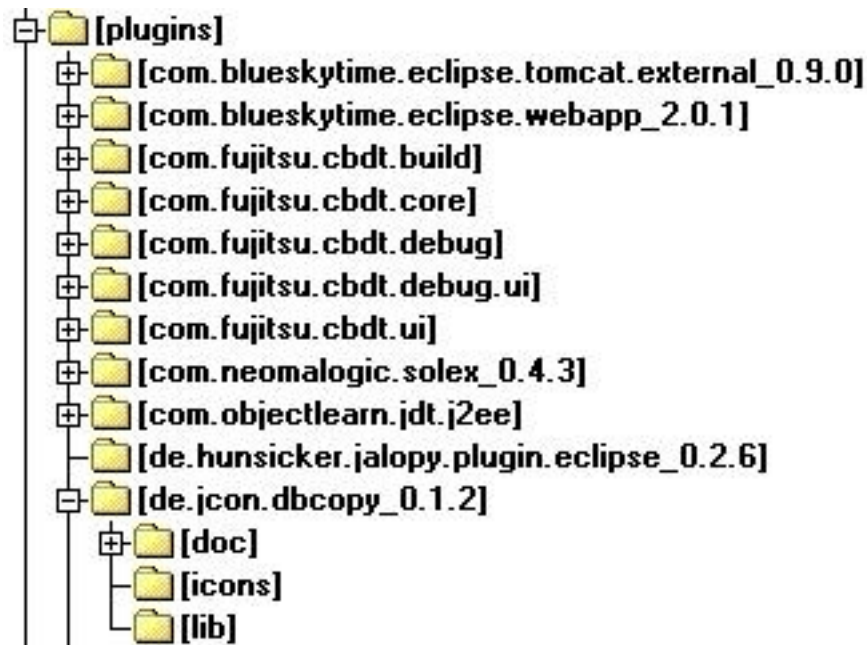 [plugins]
[com.blueskytime.eclipse.tomcat.external_0.9.0]
[com.blueskytime.eclipse.webapp_2.0.1]
[com.fujitsu.cbdt.build]
[com.fujitsu.cbdt.core]
[com.fujitsu.cbdt.debug]
[com.fujitsu.cbdt.debug.ui]
[com.fujitsu.cbdt.ui]
[com.neomalogic.solex_0.4.3]
[com.objectlearn.jdt.j2ee]
[de.hunsicker.jalopy.plugin.eclipse_0.2.6]
[de.jcon.dbcopy_0.1.2]
[doc]
[icons]
[lib]